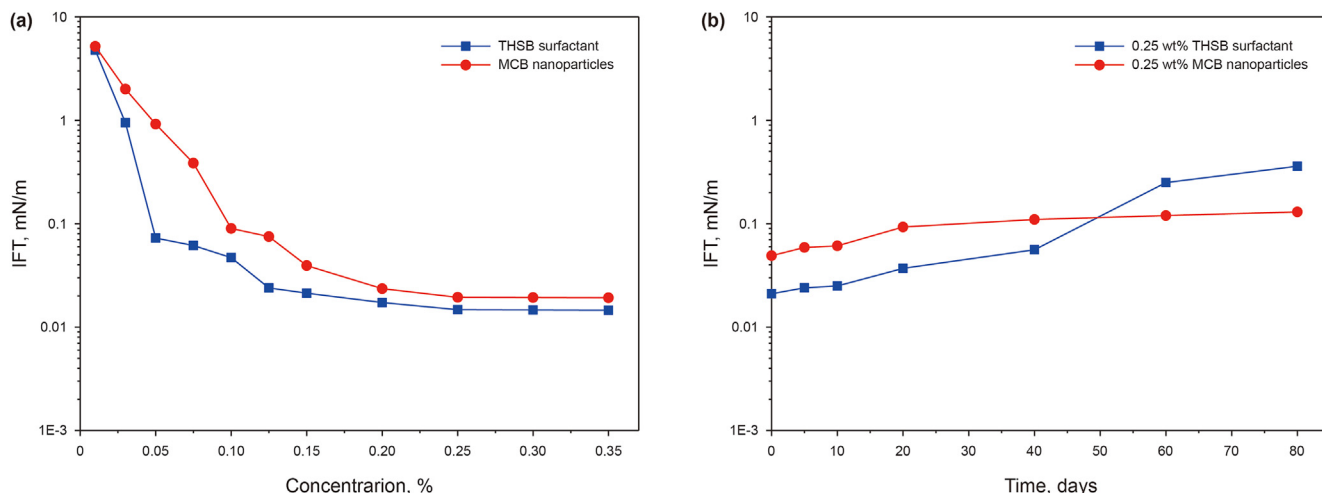 (a)
THSB surfactant
MCB nanoparticles
10
1
0.1
0.01
1E-3
IFT, mN/m
0
0.05
0.10
0.15
0.20
0.25
0.30
0.35
Concentrarion, %
(b)
0.25 wt% THSB surfactant
0.25 wt% MCB nanoparticles
10
1
0.1
0.01
1E-3
IFT, mN/m
0
10
20
30
40
50
60
70
80
Time, days